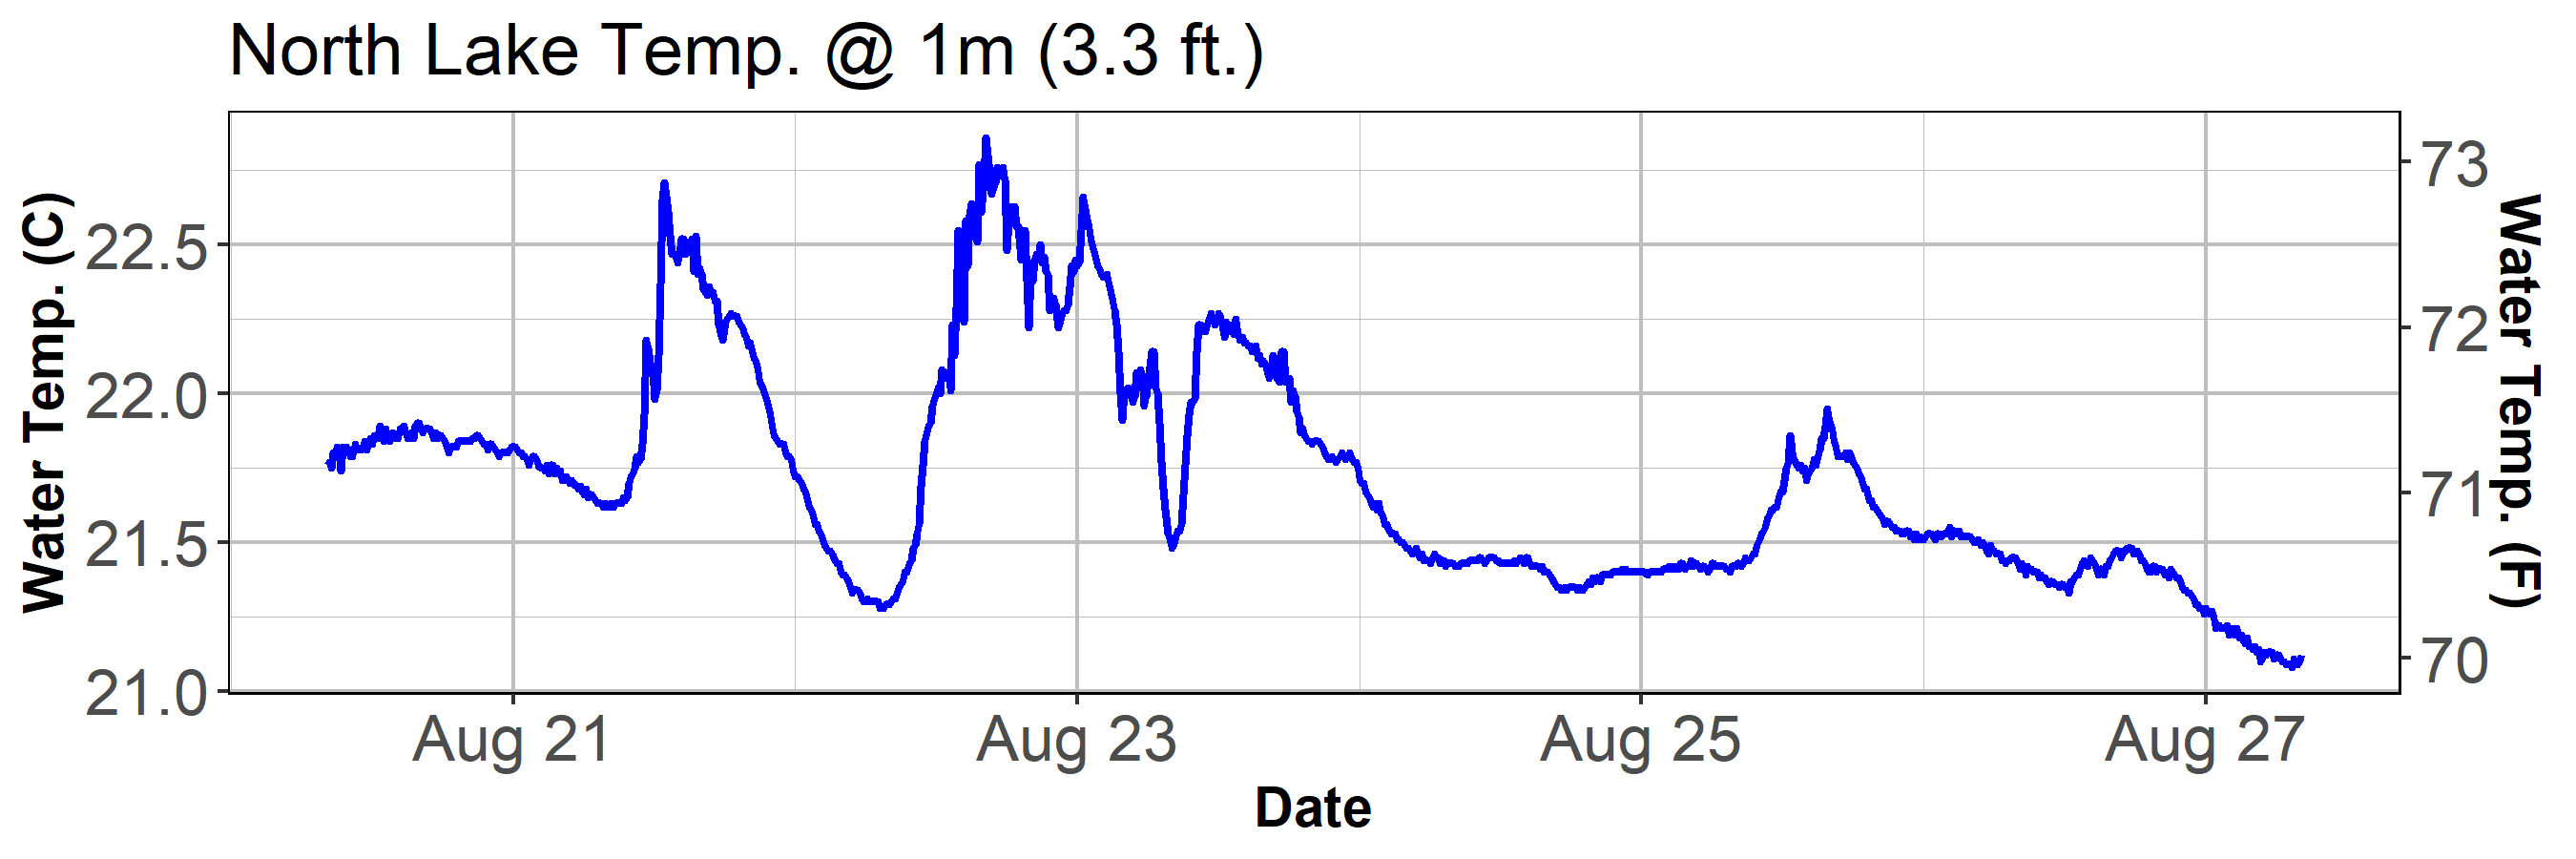 North Lake Temp. @ 1m (3.3 ft.)
Water Temp. (C)
22.5
22.0
21.5
21.0
73
72
71
70
Water Temp. (F)
Aug 21
Aug 23
Aug 25
Aug 27
Date